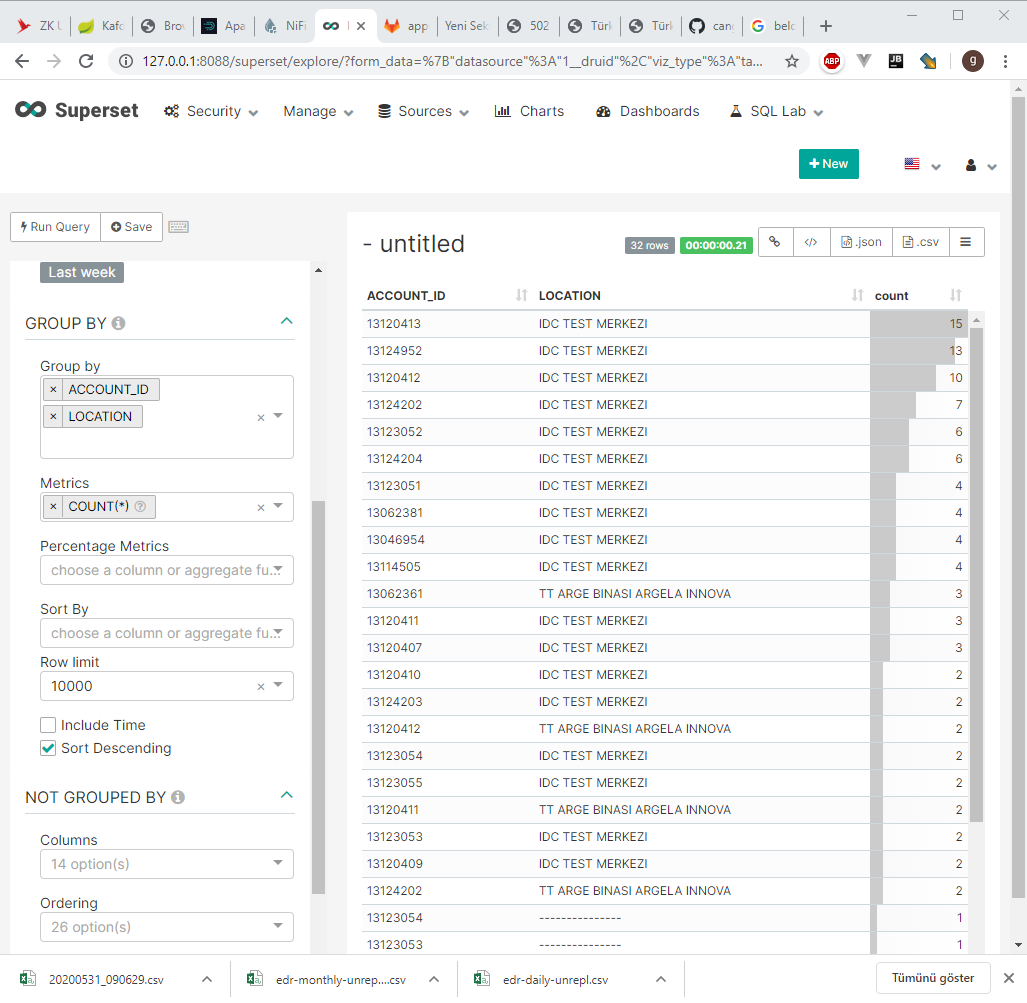 ZK U
Kafc
Brov
Apa
NiFi
app
Yeni Sek
502
Türk
Türk
cang
belc
127.0.0.1:8088/superset/explore/?form_data=%7B"datasource"%3A"1__druid"%2C"viz_type"%3A"ta...
ABP
JB
g
Superset
Security
Manage
Sources
Charts
Dashboards
SQL Lab
+ New
Run Query
Save
- untitled
32 rows
00:00:00.21
</>
.json
.csv
Last week
GROUP BY
Group by
× ACCOUNT_ID
× LOCATION
Metrics
× COUNT(*)
Percentage Metrics
choose a column or aggregate fu...
Sort By
choose a column or aggregate fu...
Row limit
10000
Include Time
Sort Descending
NOT GROUPED BY
Columns
14 option(s)
Ordering
26 option(s)
ACCOUNT_ID LOCATION count
13120413 IDC TEST MERKEZI 15
13124952 IDC TEST MERKEZI 13
13120412 IDC TEST MERKEZI 10
13124202 IDC TEST MERKEZI 7
13123052 IDC TEST MERKEZI 6
13124204 IDC TEST MERKEZI 6
13123051 IDC TEST MERKEZI 4
13062381 IDC TEST MERKEZI 4
13046954 IDC TEST MERKEZI 4
13114505 IDC TEST MERKEZI 4
13062361 TT ARGE BINASI ARGELA INNOVA 3
13120411 IDC TEST MERKEZI 3
13120407 IDC TEST MERKEZI 3
13120410 IDC TEST MERKEZI 2
13124203 IDC TEST MERKEZI 2
13120412 TT ARGE BINASI ARGELA INNOVA 2
13123054 IDC TEST MERKEZI 2
13123055 IDC TEST MERKEZI 2
13120411 TT ARGE BINASI ARGELA INNOVA 2
13123053 IDC TEST MERKEZI 2
13120409 IDC TEST MERKEZI 2
13124202 TT ARGE BINASI ARGELA INNOVA 2
13123054 --------------- 1
13123053 --------------- 1
20200531_090629.csv
edr-monthly-unrep....csv
edr-daily-unrepl.csv
Tümünü göster